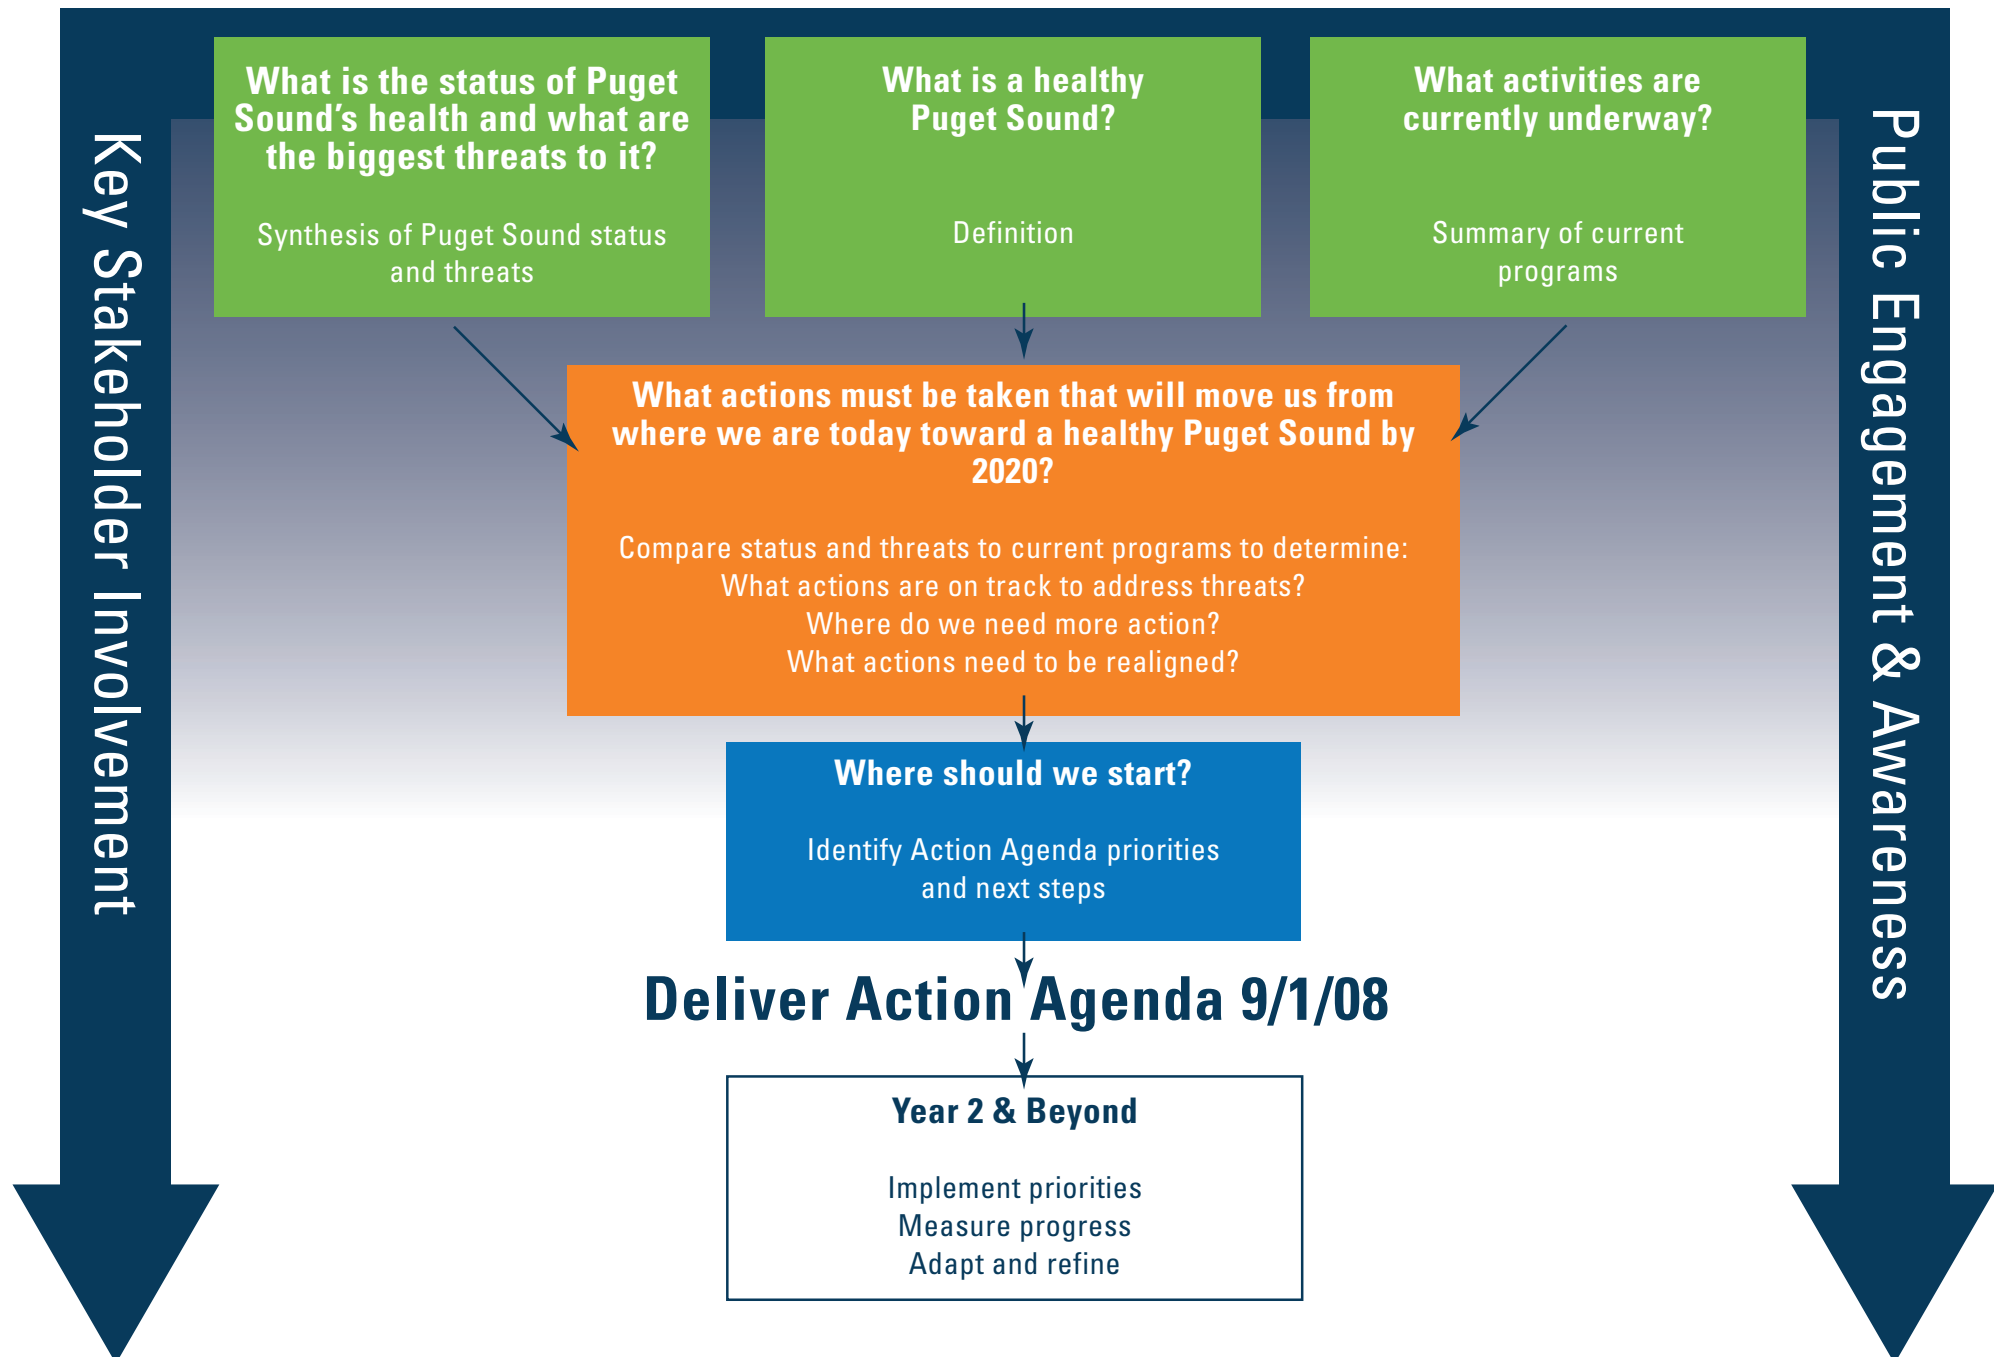 Key Stakeholder Involvement
What is the status of Puget
Sound's health and what are
the biggest threats to it?
Synthesis of Puget Sound status
and threats
What is a healthy
Puget Sound?
Definition
What activities are
currently underway?
Summary of current
programs
Public Engagement & Awareness
What actions must be taken that will move us from
where we are today toward a healthy Puget Sound by
2020?
Compare status and threats to current programs to determine:
What actions are on track to address threats?
Where do we need more action?
What actions need to be realigned?
Where should we start?
Identify Action Agenda priorities
and next steps
Deliver Action Agenda 9/1/08
Year 2 & Beyond
Implement priorities
Measure progress
Adapt and refine